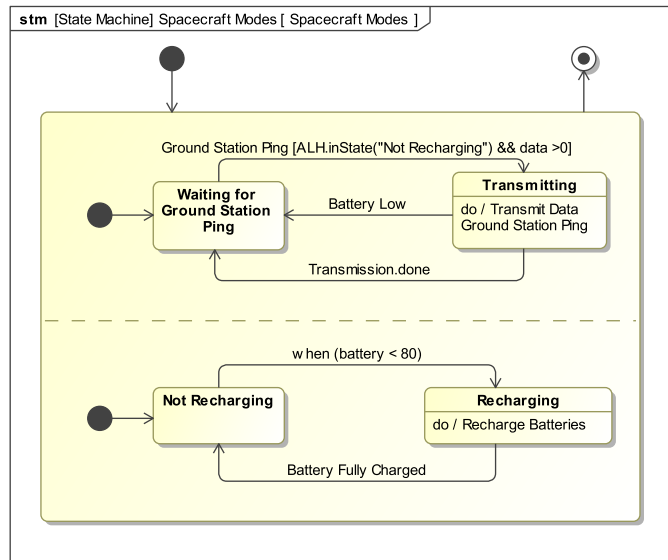 stm [State Machine] Spacecraft Modes [ Spacecraft Modes ]
Ground Station Ping [ALH.inState("Not Recharging") && data >0]
Waiting for
Ground Station
Ping
Battery Low
Transmitting
do / Transmit Data
Ground Station Ping
Transmission.done
when (battery < 80)
Not Recharging
Recharging
do / Recharge Batteries
Battery Fully Charged